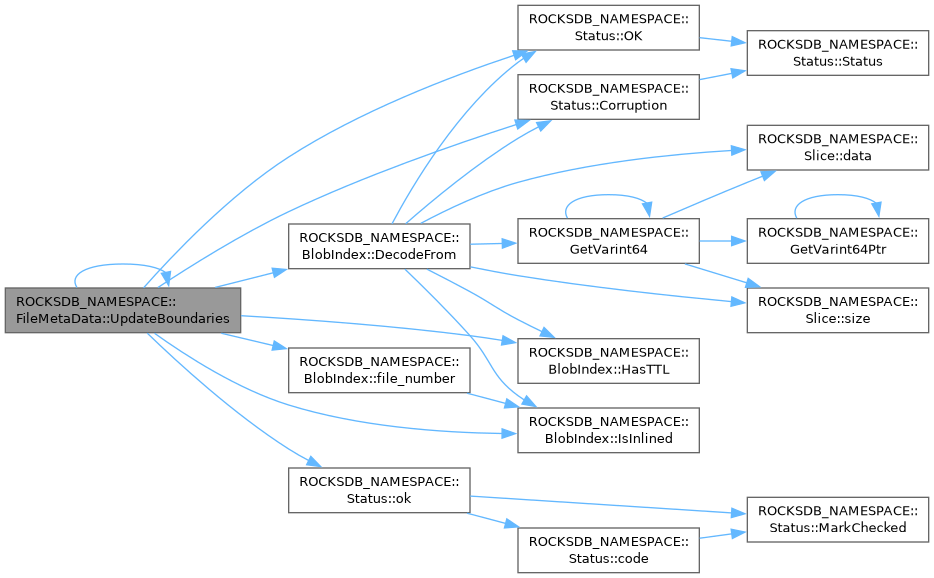 ROCKSDB_NAMESPACE::
FileMetaData::UpdateBoundaries
ROCKSDB_NAMESPACE::
BlobIndex::DecodeFrom
ROCKSDB_NAMESPACE::
BlobIndex::file_number
ROCKSDB_NAMESPACE::
Status::ok
ROCKSDB_NAMESPACE::
Status::OK
ROCKSDB_NAMESPACE::
Status::Corruption
ROCKSDB_NAMESPACE::
GetVarint64
ROCKSDB_NAMESPACE::
BlobIndex::HasTTL
ROCKSDB_NAMESPACE::
BlobIndex::IsInlined
ROCKSDB_NAMESPACE::
Status::code
ROCKSDB_NAMESPACE::
Status::Status
ROCKSDB_NAMESPACE::
Slice::data
ROCKSDB_NAMESPACE::
GetVarint64Ptr
ROCKSDB_NAMESPACE::
Slice::size
ROCKSDB_NAMESPACE::
Status::MarkChecked